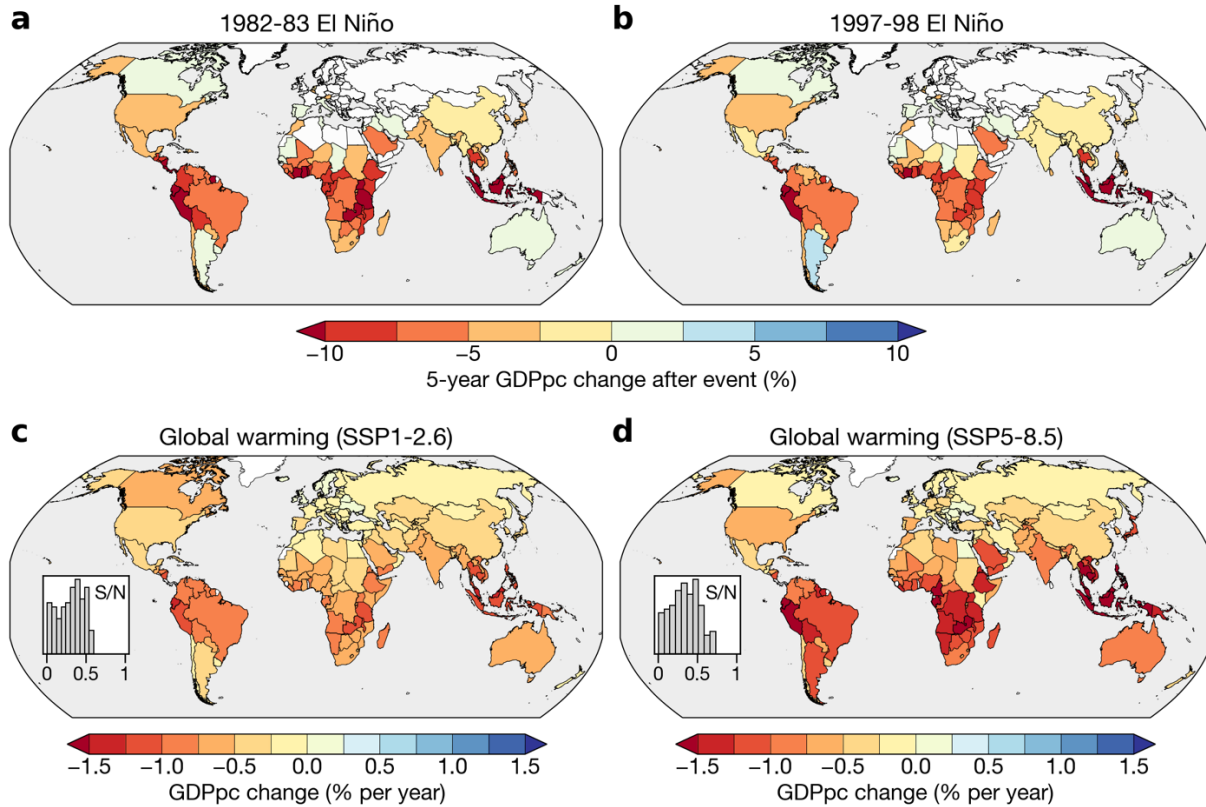 a
1982-83 El Niño
b
1997-98 El Niño
−10 −5 0 5 10
5-year GDPpc change after event (%)
c
Global warming (SSP1-2.6)
d
Global warming (SSP5-8.5)
S/N
0 0.5 1
S/N
0 0.5 1
−1.5 −1.0 −0.5 0.0 0.5 1.0 1.5
GDPpc change (% per year)
−1.5 −1.0 −0.5 0.0 0.5 1.0 1.5
GDPpc change (% per year)